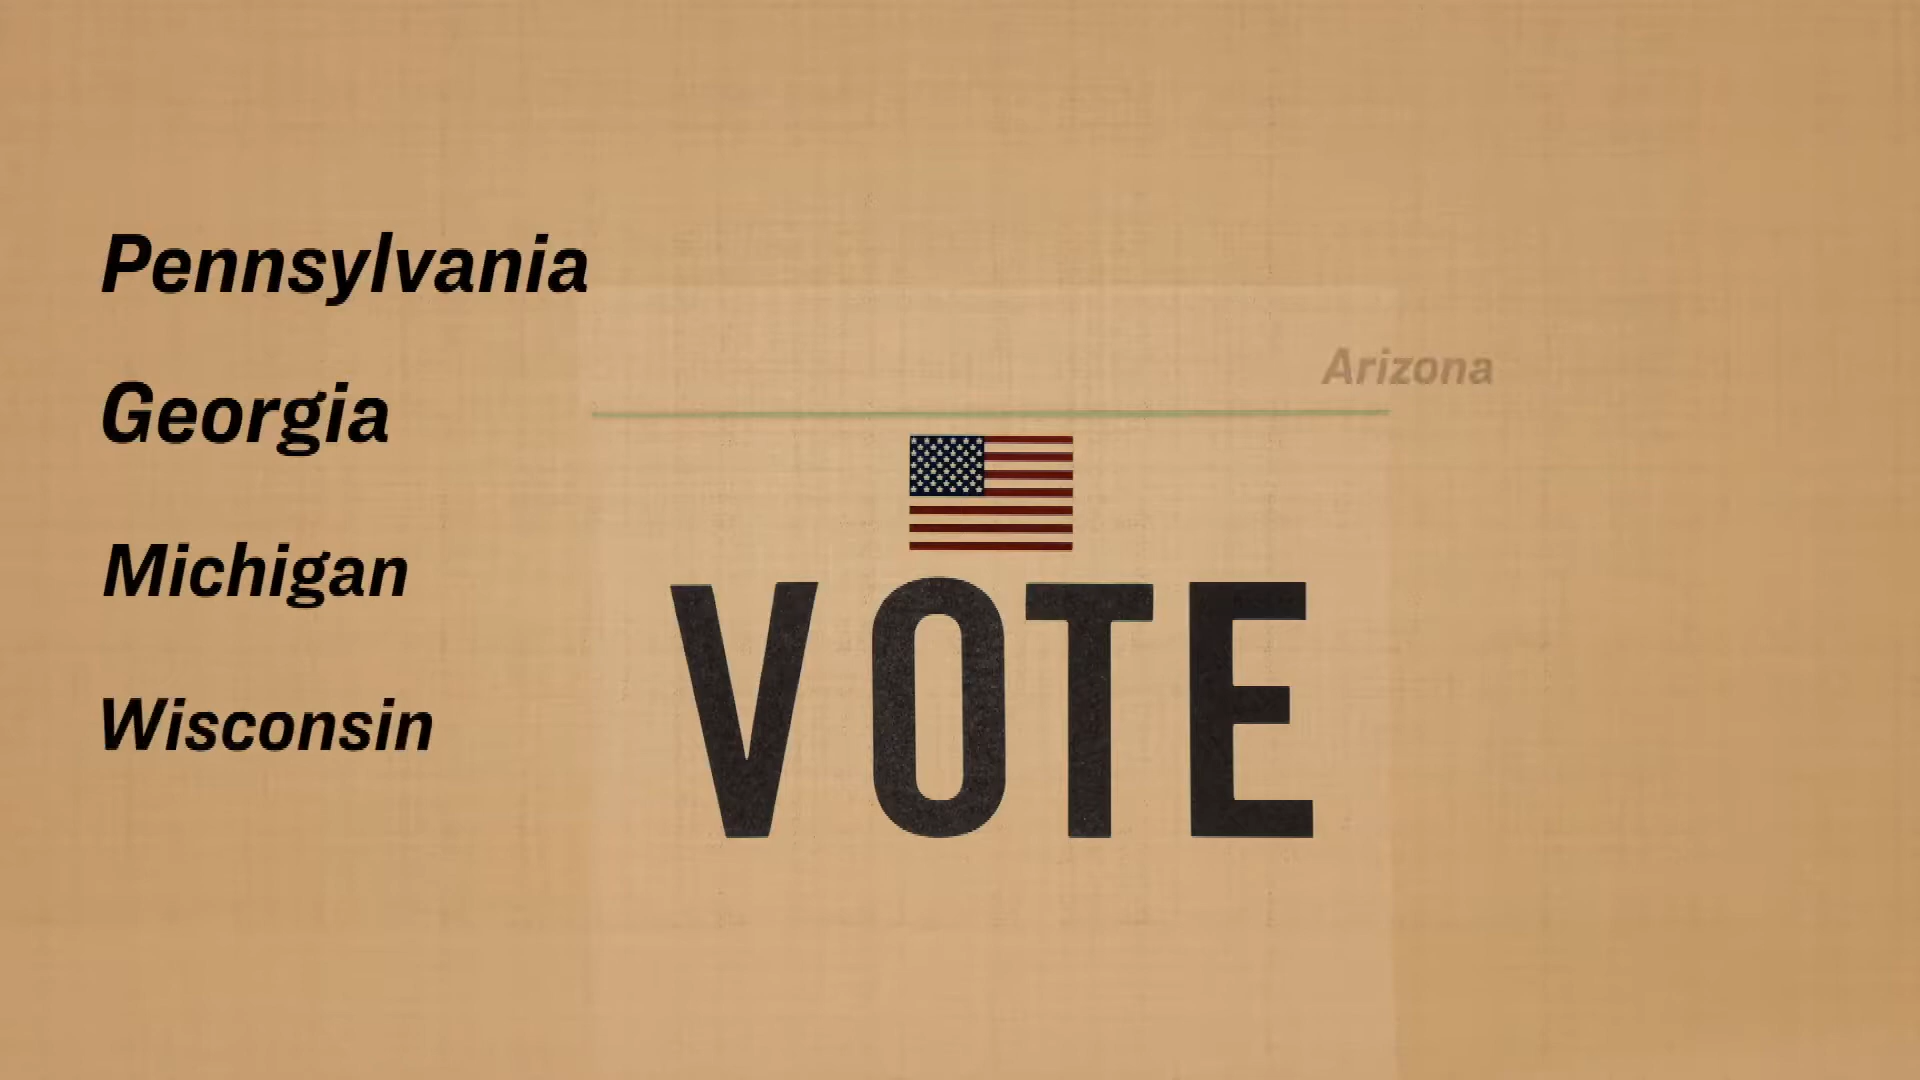 Pennsylvania
Georgia
Michigan
Wisconsin
Arizona
VOTE